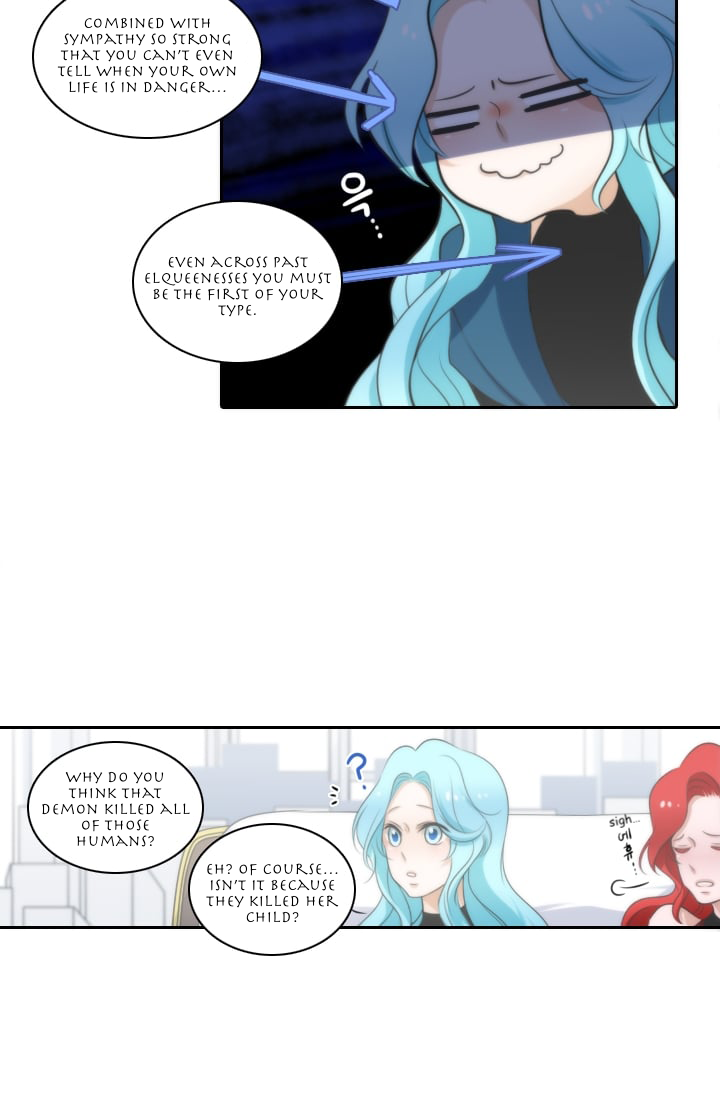 COMBINED WITH
SYMPATHY SO STRONG
THAT YOU CAN'T EVEN
TELL WHEN YOUR OWN
LIFE IS IN DANGER...
EVEN ACROSS PAST
ELQUEENESSES YOU MUST
BE THE FIRST OF YOUR
TYPE.
WHY DO YOU
THINK THAT
DEMON KILLED ALL
OF THOSE
HUMANS?
?
EH? OF COURSE...
ISN'T IT BECAUSE
THEY KILLED HER
CHILD?
sigh...